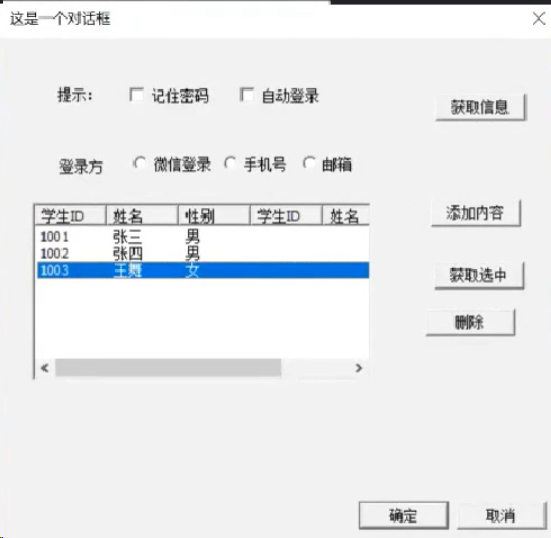 这是一个对话框
提示： 记住密码 自动登录
获取信息
登录方 微信登录 手机号 邮箱
学生ID 姓名 性别 学生ID 姓名
添加内容
1001 张三 男
1002 张四 男
1003 王舞 女
获取选中
删除
确定 取消